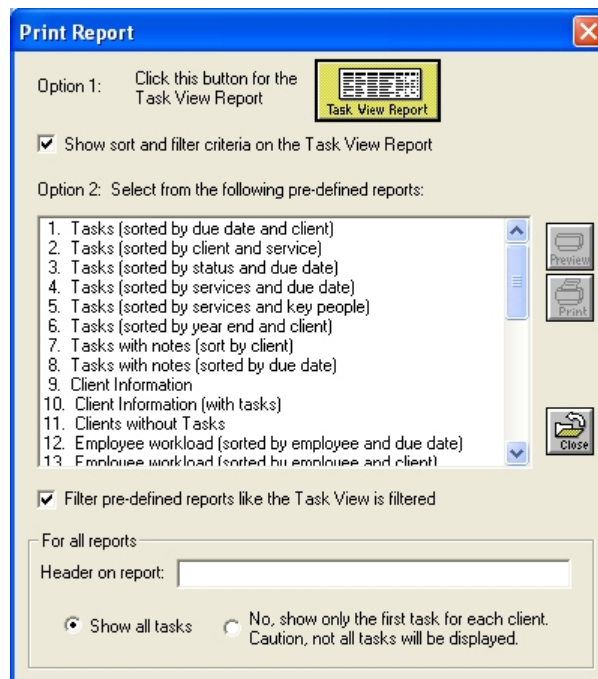 Print Report
Option 1:
Click this button for the
Task View Report
Task View Report
Show sort and filter criteria on the Task View Report
Option 2: Select from the following pre-defined reports:
1. Tasks (sorted by due date and client)
2. Tasks (sorted by client and service)
3. Tasks (sorted by status and due date)
4. Tasks (sorted by services and due date)
5. Tasks (sorted by services and key people)
6. Tasks (sorted by year end and client)
7. Tasks with notes (sort by client)
8. Tasks with notes (sorted by due date)
9. Client Information
10. Client Information (with tasks)
11. Clients without Tasks
12. Employee workload (sorted by employee and due date)
13. Employee workload (sorted by employee and client)
Preview
Print
Close
Filter pre-defined reports like the Task View is filtered
For all reports
Header on report:
Show all tasks
No, show only the first task for each client.
Caution, not all tasks will be displayed.